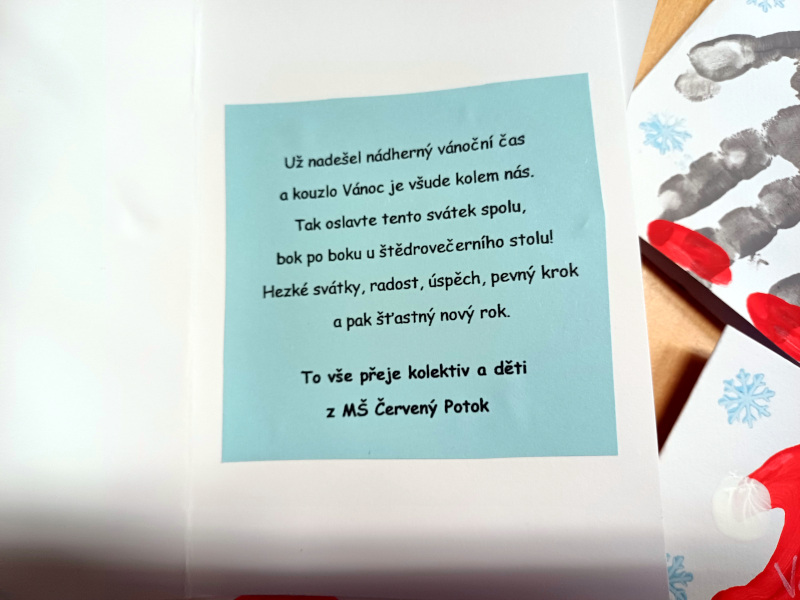 Už nadešel nádherný vánoční čas
a kouzlo Vánoc je všude kolem nás.
Tak oslavte tento svátek spolu,
bok po boku u štědrovečerního stolu!
Hezké svátky, radost, úspěch, pevný krok
a pak šťastný nový rok.
To vše přeje kolektiv a děti
z MŠ Červený Potok